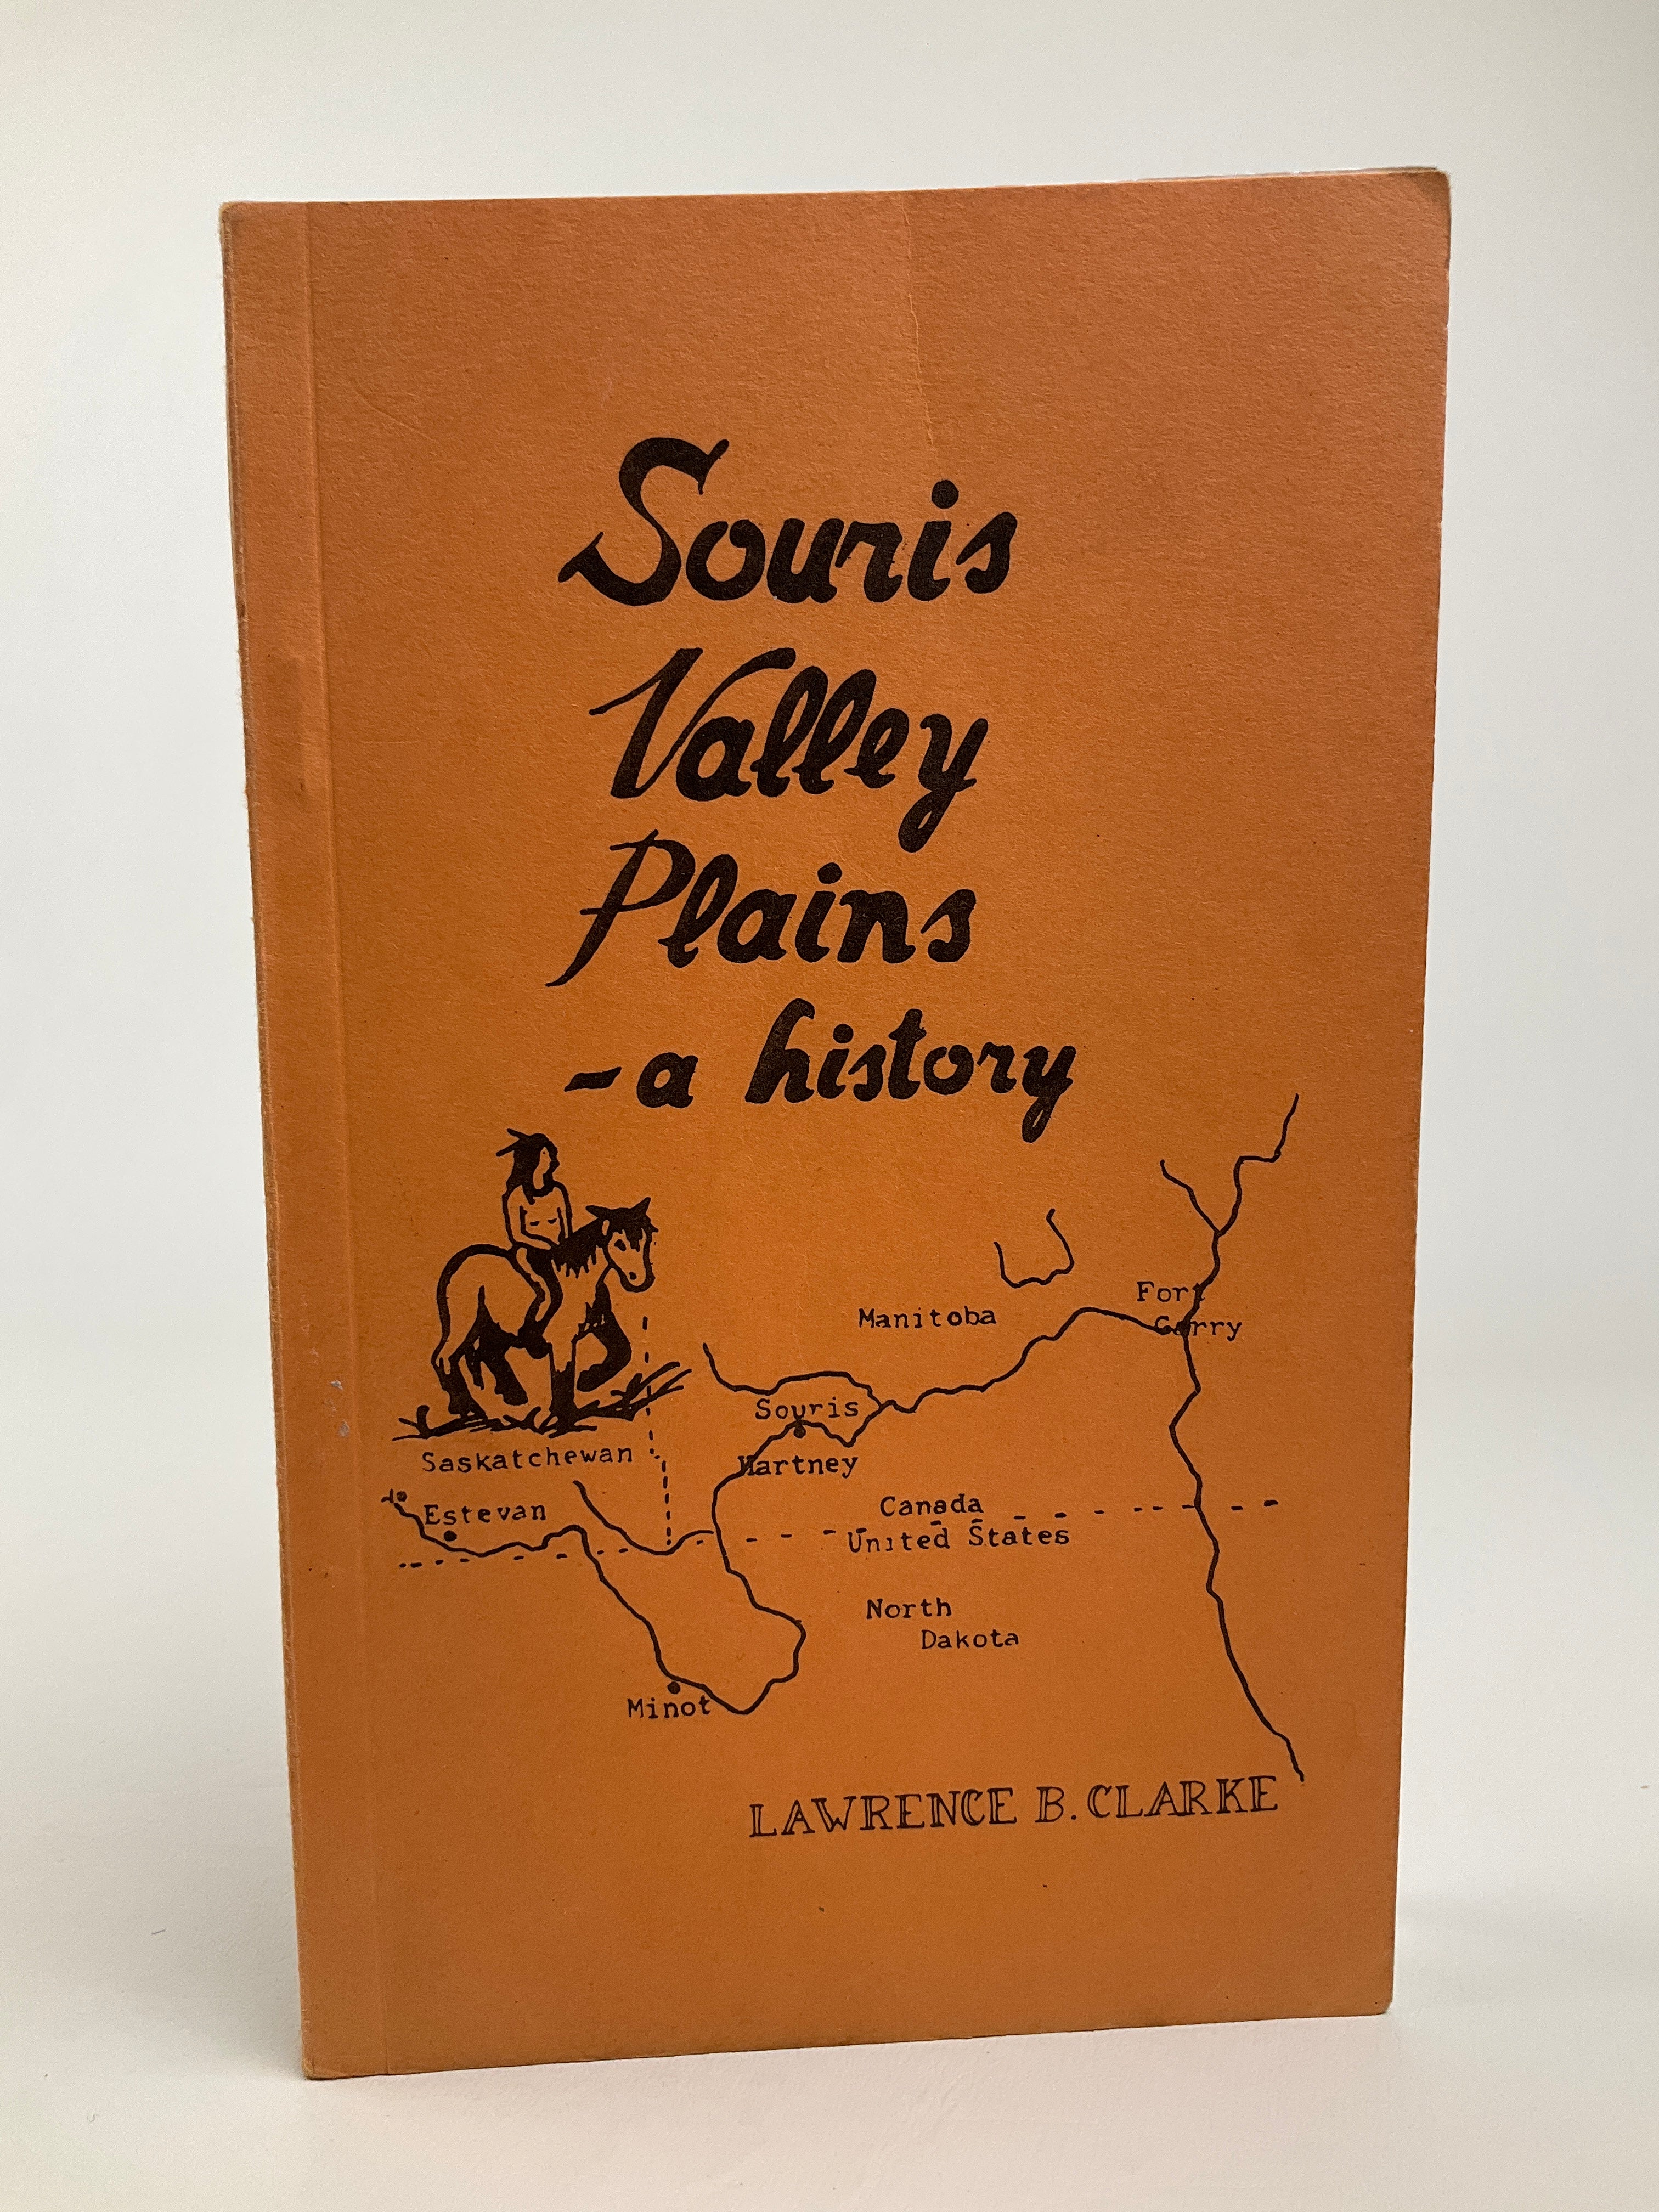 Souris
Valley
Plains
-a history
Manitoba
Fort
Garry
Souris
Hartney
Saskatchewan
Estevan
Canada
United States
North
Dakota
Minot
LAWRENCE B. CLARKE